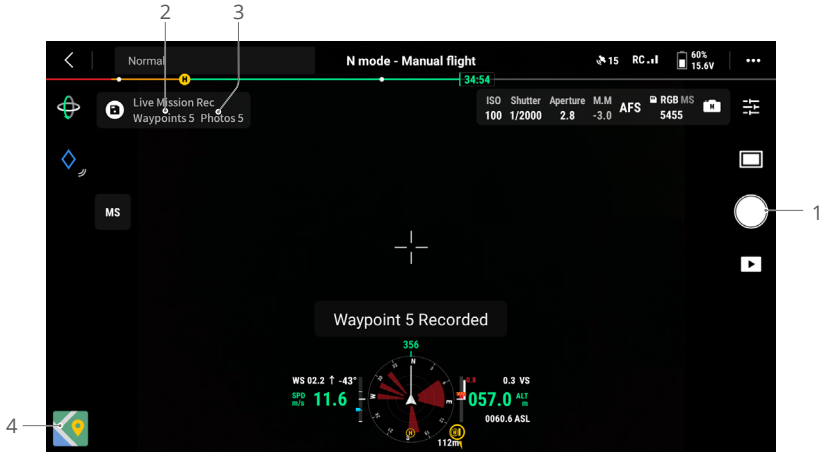 2 3
Normal N mode - Manual flight 15 RC 60%
15.6V
H 34:54
Live Mission Rec
Waypoints 5 Photos 5
ISO Shutter Aperture M.M AFS RGB MS
100 1/2000 2.8 -3.0 5455
MS
1
Waypoint 5 Recorded
356
N
WS 02.2 ↑ -43° 0.3 VS
SPD
m/s 11.6 W E 057.0 ALT
m
0060.6 ASL
H
112m
4